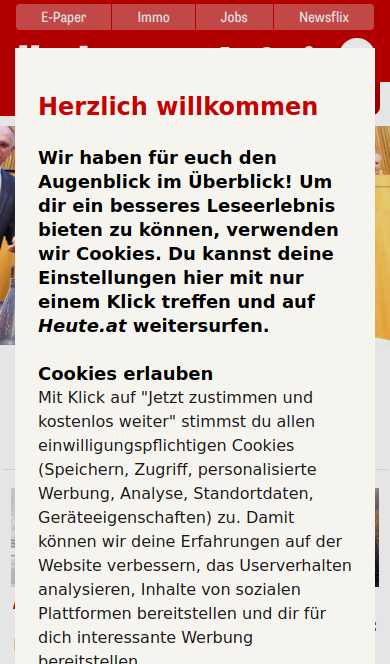 E-Paper
Immo
Jobs
Newsflix
Herzlich willkommen
Wir haben für euch den
Augenblick im Überblick! Um
dir ein besseres Leseerlebnis
bieten zu können, verwenden
wir Cookies. Du kannst deine
Einstellungen hier mit nur
einem Klick treffen und auf
Heute.at weitersurfen.
Cookies erlauben
Mit Klick auf "Jetzt zustimmen und
kostenlos weiter" stimmst du allen
einwilligungspflichtigen Cookies
(Speichern, Zugriff, personalisierte
Werbung, Analyse, Standortdaten,
Geräteeigenschaften) zu. Damit
können wir deine Erfahrungen auf der
Website verbessern, das Userverhalten
analysieren, Inhalte von sozialen
Plattformen bereitstellen und dir für
dich interessante Werbung
bereitstellen